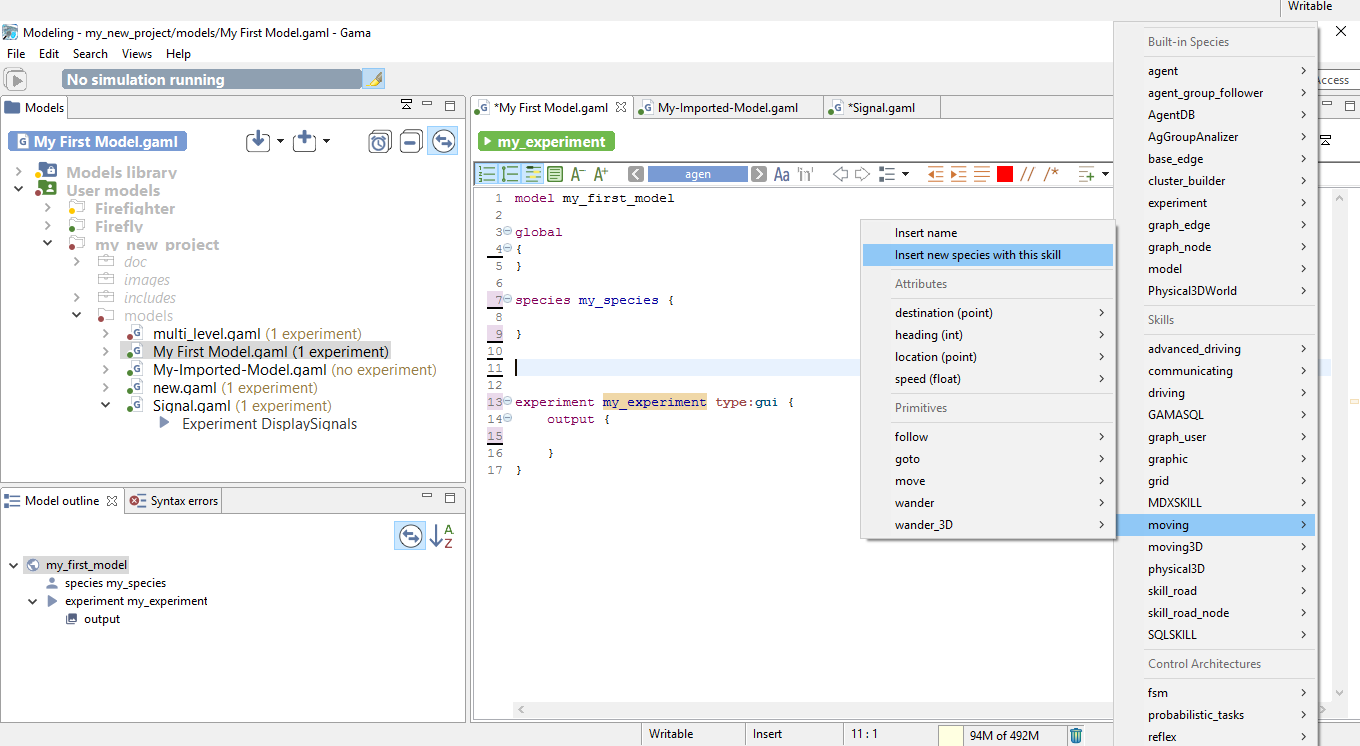 Writable
Modeling - my_new_project/models/My First Model.gaml - Gama
File Edit Search Views Help
No simulation running
Access
Models
My First Model.gaml
Models library
User models
Firefighter
Firefly
my_new_project
doc
images
includes
models
multi_level.gaml (1 experiment)
My First Model.gaml (1 experiment)
My-Imported-Model.gaml (no experiment)
new.gaml (1 experiment)
Signal.gaml (1 experiment)
Experiment DisplaySignals
Model outline
Syntax errors
A
Z
my_first_model
species my_species
experiment my_experiment
output
*My First Model.gaml
My-Imported-Model.gaml
*Signal.gaml
my_experiment
A⁻ A⁺ agen Aa 'n' // /*
1 model my_first_model
2
3 global
4 {
5 }
6
7 species my_species {
8
9 }
10
11
12
13 experiment my_experiment type:gui {
14 output {
15
16 }
17 }
Insert name
Insert new species with this skill
Attributes
destination (point)
heading (int)
location (point)
speed (float)
Primitives
follow
goto
move
wander
wander_3D
Built-in Species
agent
agent_group_follower
AgentDB
AgGroupAnalizer
base_edge
cluster_builder
experiment
graph_edge
graph_node
model
Physical3DWorld
Skills
advanced_driving
communicating
driving
GAMASQL
graph_user
graphic
grid
MDXSKILL
moving
moving3D
physical3D
skill_road
skill_road_node
SQLSKILL
Control Architectures
fsm
probabilistic_tasks
reflex
Writable Insert 11 : 1 94M of 492M